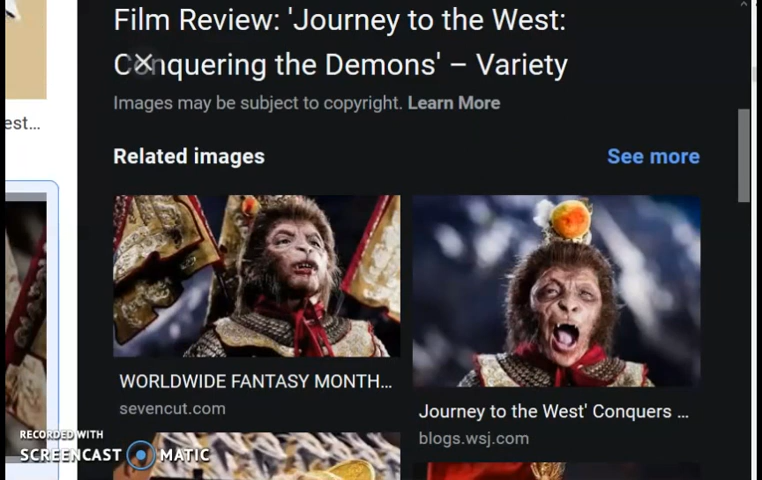 Film Review: 'Journey to the West:
Conquering the Demons' – Variety
Images may be subject to copyright. Learn More
est...
Related images
See more
WORLDWIDE FANTASY MONTH...
sevencut.com
Journey to the West' Conquers ...
blogs.wsj.com
RECORDED WITH
SCREENCAST MATIC